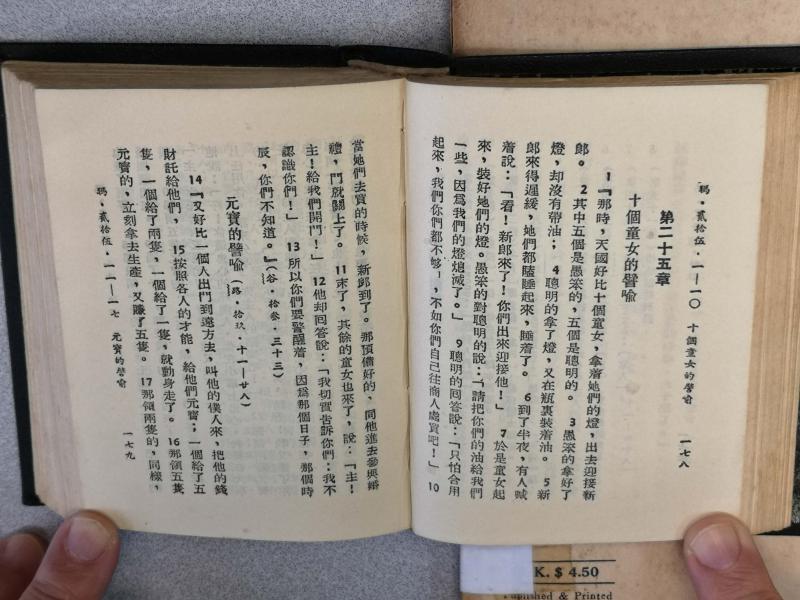 瑪・貳拾伍・一—一〇 十個童女的譬喻 一七八
第二十五章
十個童女的譬喻
1『那時，天國好比十個童女，拿着她們的燈，出去迎接新
郎。2其中五個是愚笨的，五個是聰明的。3愚笨的拿好了
燈，却沒有帶油；4聰明的拿了燈，又在瓶裏裝着油。5新
郎來得遲緩，她們都瞌睡起來，睡着了。6到了半夜，有人喊
着說：「看！新郎來了！你們出來迎接他！」7於是童女起
來，裝好她們的燈。愚笨的對聰明的說：「請把你們的油給我們
一些，因爲我們的燈熄滅了。」9聰明的回答說：「只怕合用
起來，我們你們都不够，不如你們自己往商人處買吧！」10
當她們去買的時候，新郎到了。那預備好的，同他進去參與婚
禮，門就關上了。11末了，其餘的童女也來了，說：「主！
主！給我們開門！」12他却回答說：「我切實告訴你們：我不
認識你們！」13所以你們要警醒着，因爲那個日子，那個時
辰，你們不知道。』（谷・拾叁・三十三）
元寶的譬喻（路・拾玖・十一—廿八）
14『又好比一個人出門到遠方去，叫他的僕人來，把他的錢
財託給他們，15按照各人的才能，給他們元寶：一個給了五
隻，一個給了兩隻，一個給了一隻，就動身走了。16那領五隻
元寶的，立刻拿去生產，又賺了五隻。17那領兩隻的，同樣，
瑪・貳拾伍・一一—一七 元寶的譬喻 一七九
K. $ 4.50
Published & Printed